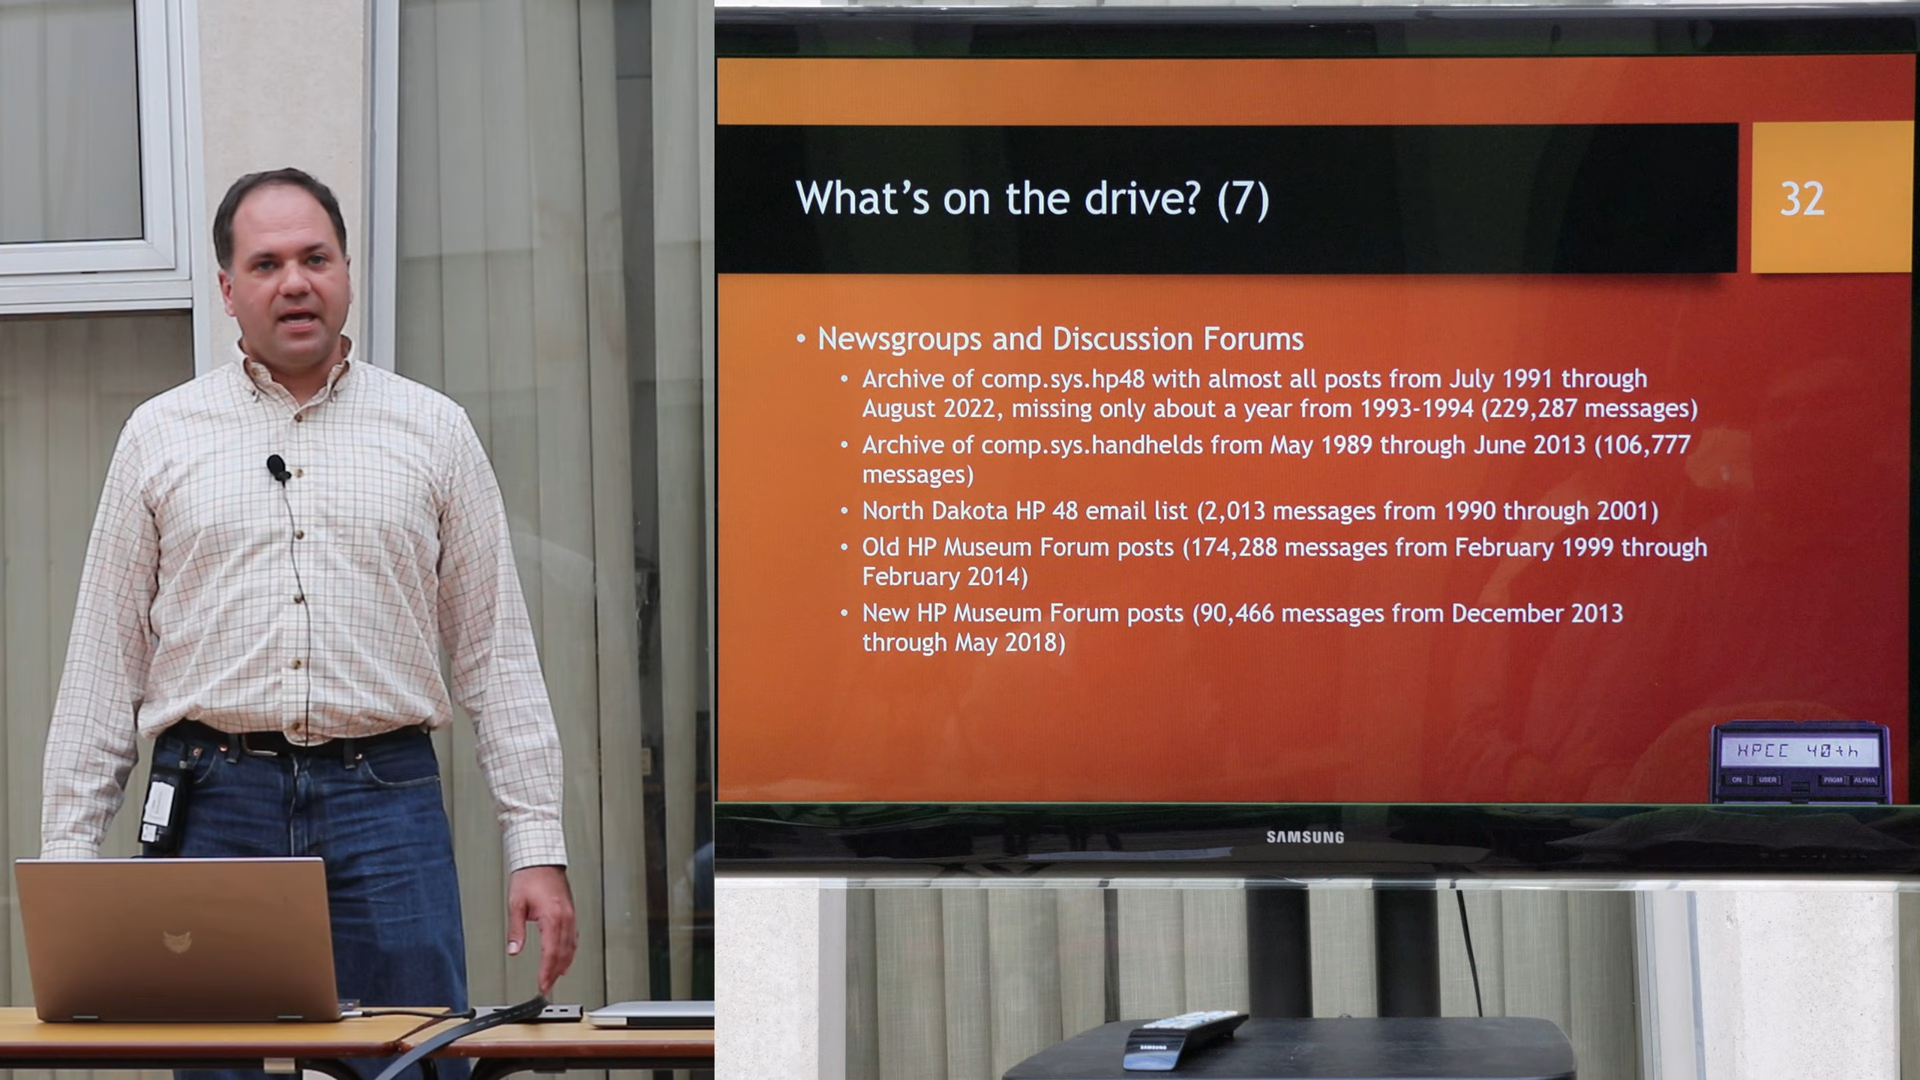 What's on the drive? (7)
32
• Newsgroups and Discussion Forums
• Archive of comp.sys.hp48 with almost all posts from July 1991 through
August 2022, missing only about a year from 1993-1994 (229,287 messages)
• Archive of comp.sys.handhelds from May 1989 through June 2013 (106,777
messages)
• North Dakota HP 48 email list (2,013 messages from 1990 through 2001)
• Old HP Museum Forum posts (174,288 messages from February 1999 through
February 2014)
• New HP Museum Forum posts (90,466 messages from December 2013
through May 2018)
HPCC 40th
ON USER PRGM ALPHA
SAMSUNG
SAMSUNG